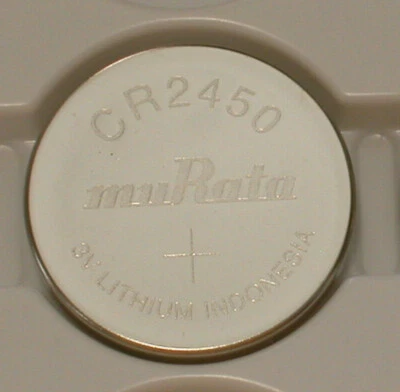 CR2450
muRata
+
3V LITHIUM INDONESIA